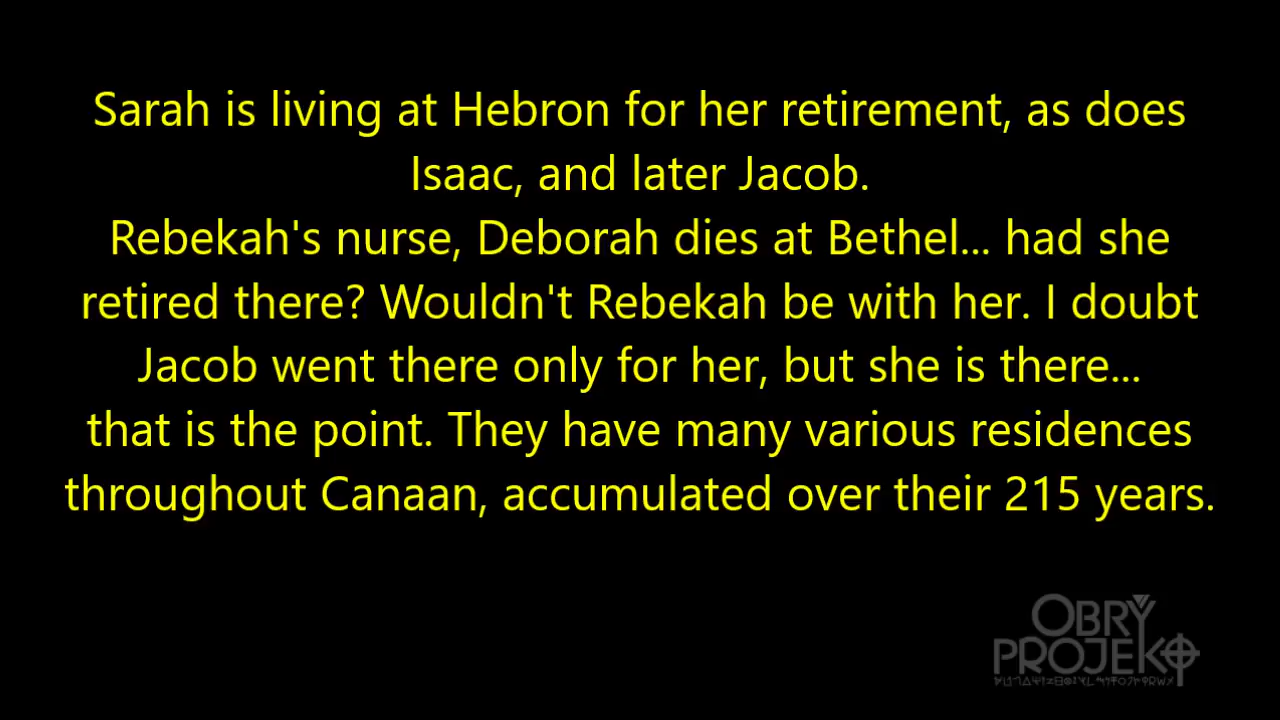 Sarah is living at Hebron for her retirement, as does
Isaac, and later Jacob.
Rebekah's nurse, Deborah dies at Bethel... had she
retired there? Wouldn't Rebekah be with her. I doubt
Jacob went there only for her, but she is there...
that is the point. They have many various residences
throughout Canaan, accumulated over their 215 years.
OBRY
PROJEKT